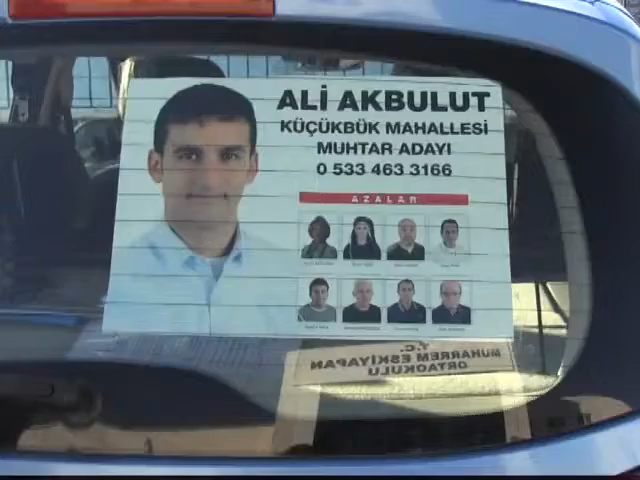 ALİ AKBULUT
KÜÇÜKBÜK MAHALLESİ
MUHTAR ADAYI
0 533 463 3166
AZALAR
T.C.
MUHARREM ESKİYAPAN
ORTAOKULU